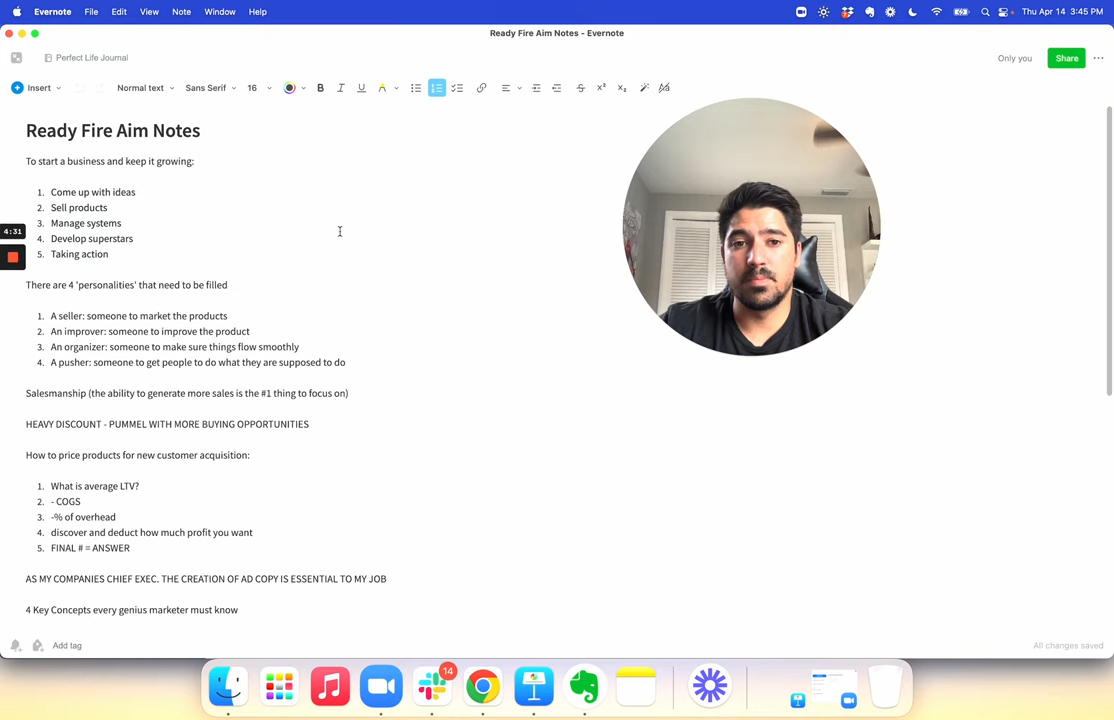 Evernote File Edit View Note Window Help Thu Apr 14 3:45 PM
Ready Fire Aim Notes - Evernote
Perfect Life Journal Only you Share
Insert Normal text Sans Serif 16 B I U A X² X₂
Ready Fire Aim Notes
To start a business and keep it growing:
1. Come up with ideas
2. Sell products
3. Manage systems
4:31
4. Develop superstars
5. Taking action
There are 4 'personalities' that need to be filled
1. A seller: someone to market the products
2. An improver: someone to improve the product
3. An organizer: someone to make sure things flow smoothly
4. A pusher: someone to get people to do what they are supposed to do
Salesmanship (the ability to generate more sales is the #1 thing to focus on)
HEAVY DISCOUNT - PUMMEL WITH MORE BUYING OPPORTUNITIES
How to price products for new customer acquisition:
1. What is average LTV?
2. - COGS
3. -% of overhead
4. discover and deduct how much profit you want
5. FINAL # = ANSWER
AS MY COMPANIES CHIEF EXEC. THE CREATION OF AD COPY IS ESSENTIAL TO MY JOB
4 Key Concepts every genius marketer must know
Add tag All changes saved
14